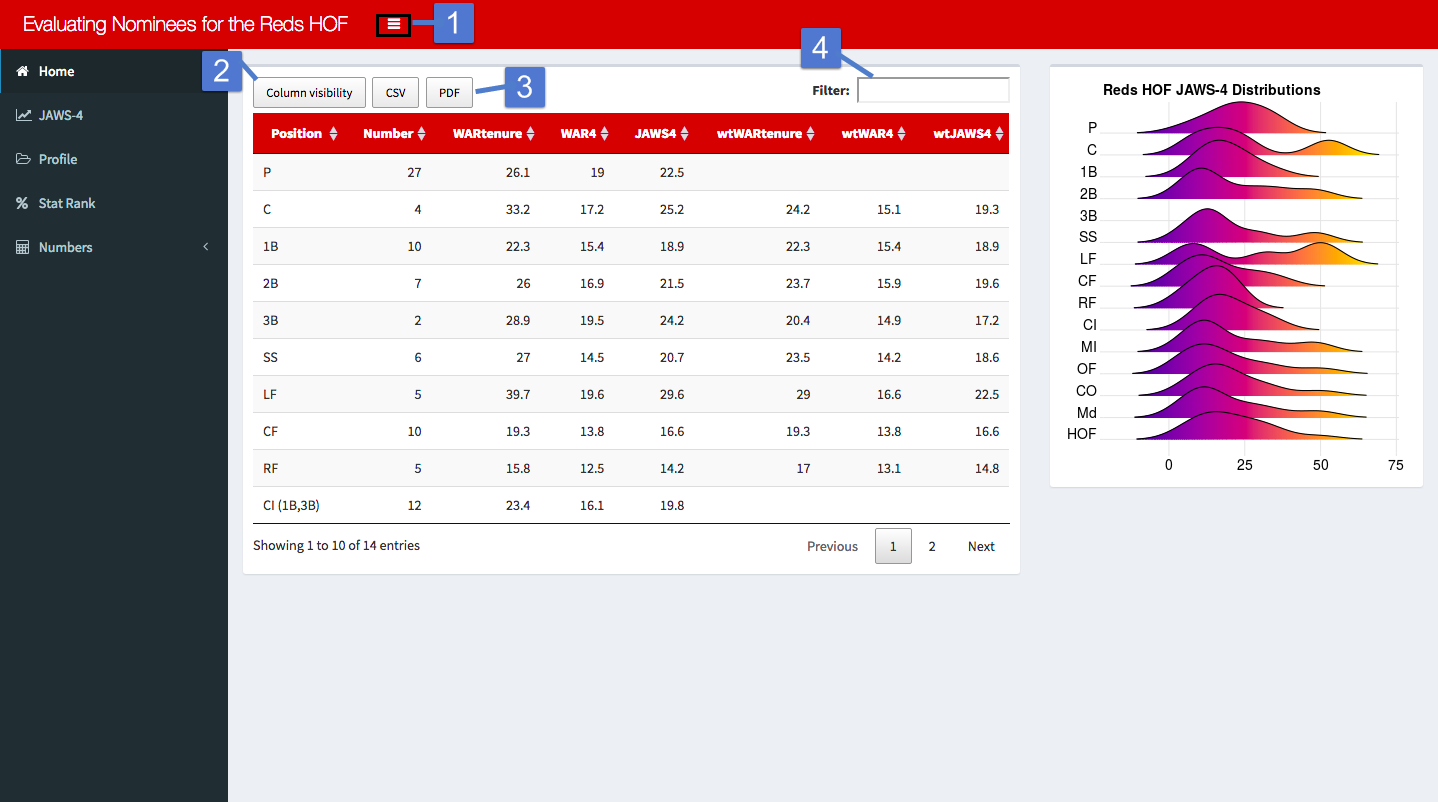 Evaluating Nominees for the Reds HOF
1
2
3
4
Home
JAWS-4
Profile
Stat Rank
Numbers
Column visibility CSV PDF
Filter:
Position Number WARtenure WAR4 JAWS4 wtWARtenure wtWAR4 wtJAWS4
P 27 26.1 19 22.5
C 4 33.2 17.2 25.2 24.2 15.1 19.3
1B 10 22.3 15.4 18.9 22.3 15.4 18.9
2B 7 26 16.9 21.5 23.7 15.9 19.6
3B 2 28.9 19.5 24.2 20.4 14.9 17.2
SS 6 27 14.5 20.7 23.5 14.2 18.6
LF 5 39.7 19.6 29.6 29 16.6 22.5
CF 10 19.3 13.8 16.6 19.3 13.8 16.6
RF 5 15.8 12.5 14.2 17 13.1 14.8
CI (1B,3B) 12 23.4 16.1 19.8
Showing 1 to 10 of 14 entries
Previous 1 2 Next
Reds HOF JAWS-4 Distributions
P
C
1B
2B
3B
SS
LF
CF
RF
CI
MI
OF
CO
Md
HOF
0 25 50 75